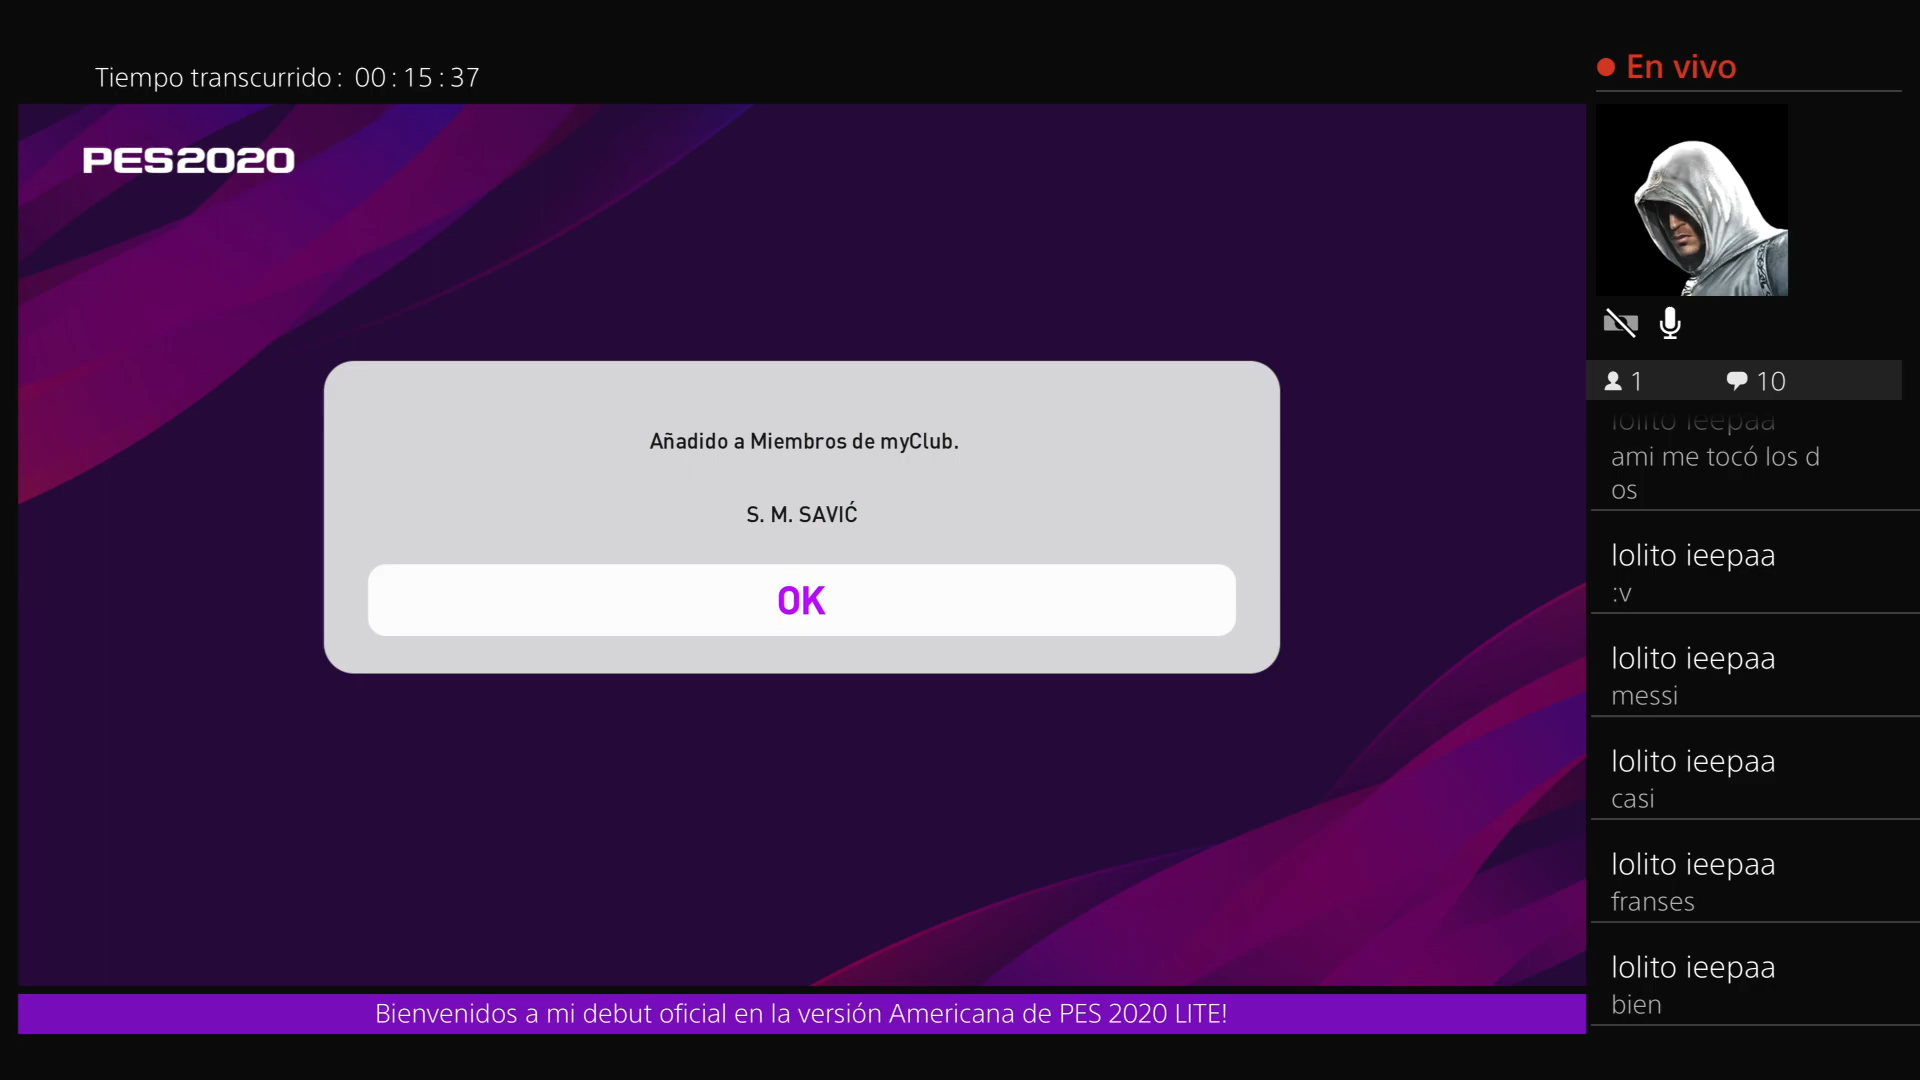 Tiempo transcurrido : 00 : 15 : 37
En vivo
PES2020
1
10
Añadido a Miembros de myClub.
S. M. SAVIĆ
OK
lolito ieepaa
ami me tocó los d
os
lolito ieepaa
:v
lolito ieepaa
messi
lolito ieepaa
casi
lolito ieepaa
franses
lolito ieepaa
bien
Bienvenidos a mi debut oficial en la versión Americana de PES 2020 LITE!